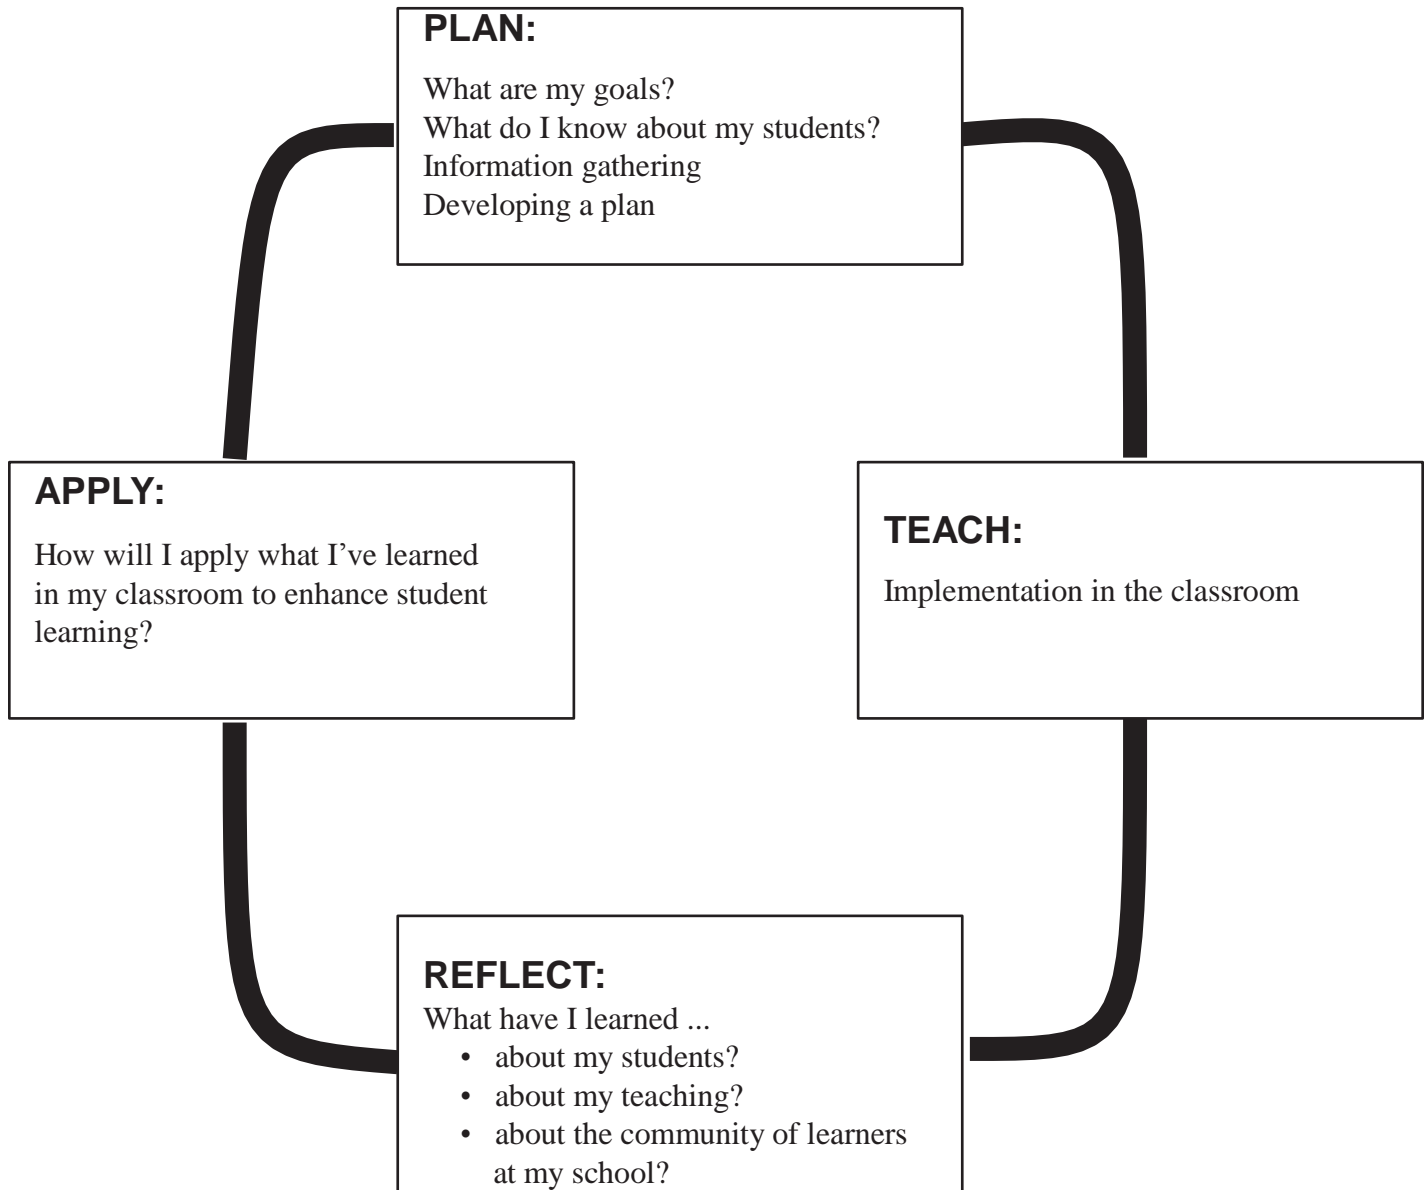 PLAN:
What are my goals?
What do I know about my students?
Information gathering
Developing a plan
APPLY:
How will I apply what I’ve learned
in my classroom to enhance student
learning?
TEACH:
Implementation in the classroom
REFLECT:
What have I learned ...
• about my students?
• about my teaching?
• about the community of learners
at my school?